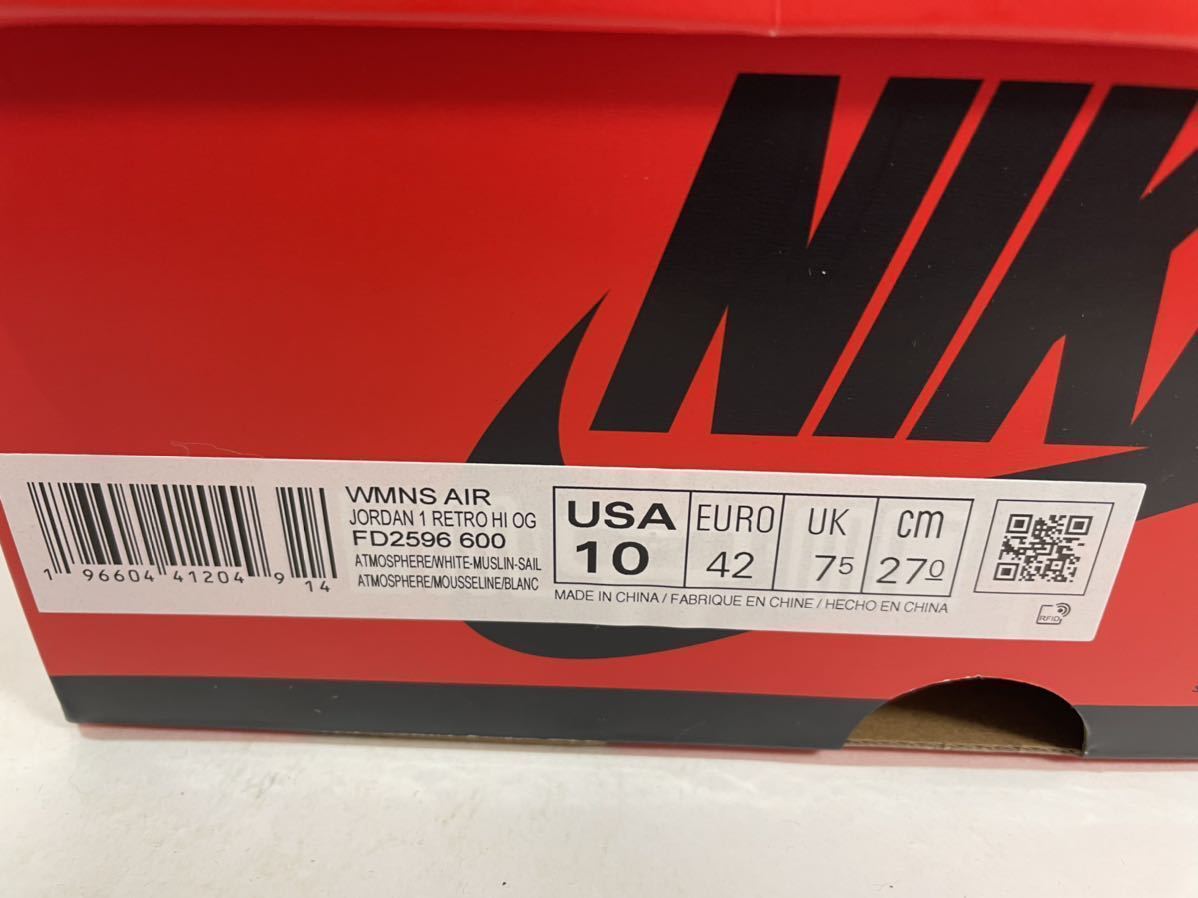 NIK
WMNS AIR
JORDAN 1 RETRO HI OG
FD2596 600
ATMOSPHERE/WHITE-MUSLIN-SAIL
ATMOSPHERE/MOUSSELINE/BLANC
1 96604 41204 9 14
USA 10
EURO 42
UK 75
cm 270
MADE IN CHINA / FABRIQUE EN CHINE / HECHO EN CHINA
RFID